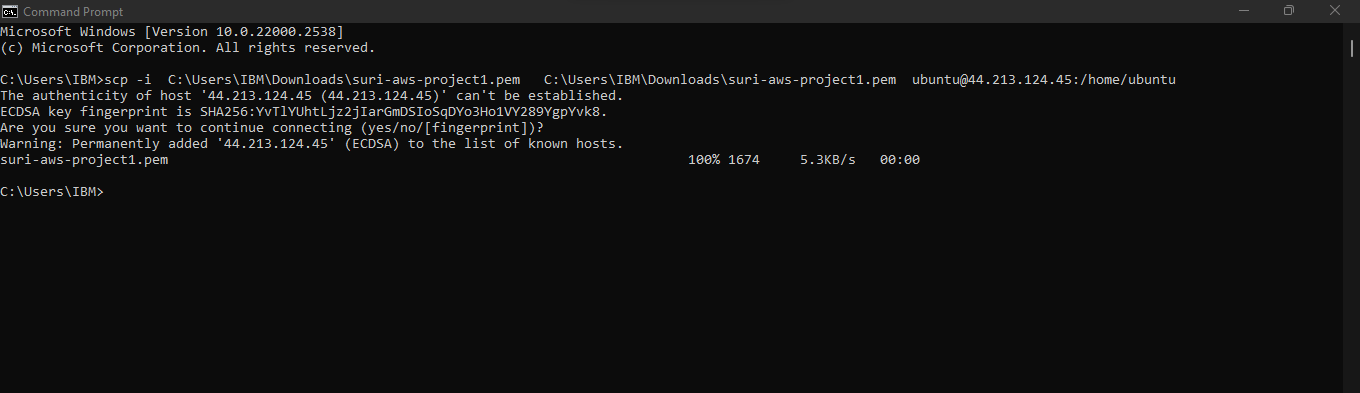 Command Prompt
Microsoft Windows [Version 10.0.22000.2538]
(c) Microsoft Corporation. All rights reserved.
C:\Users\IBM>scp -i  C:\Users\IBM\Downloads\suri-aws-project1.pem   C:\Users\IBM\Downloads\suri-aws-project1.pem  ubuntu@44.213.124.45:/home/ubuntu
The authenticity of host '44.213.124.45 (44.213.124.45)' can't be established.
ECDSA key fingerprint is SHA256:YvTlYUhtLjz2jIarGmDSIoSqDYo3Ho1VY289YgpYvk8.
Are you sure you want to continue connecting (yes/no/[fingerprint])?
Warning: Permanently added '44.213.124.45' (ECDSA) to the list of known hosts.
suri-aws-project1.pem                                                                 100% 1674     5.3KB/s   00:00
C:\Users\IBM>